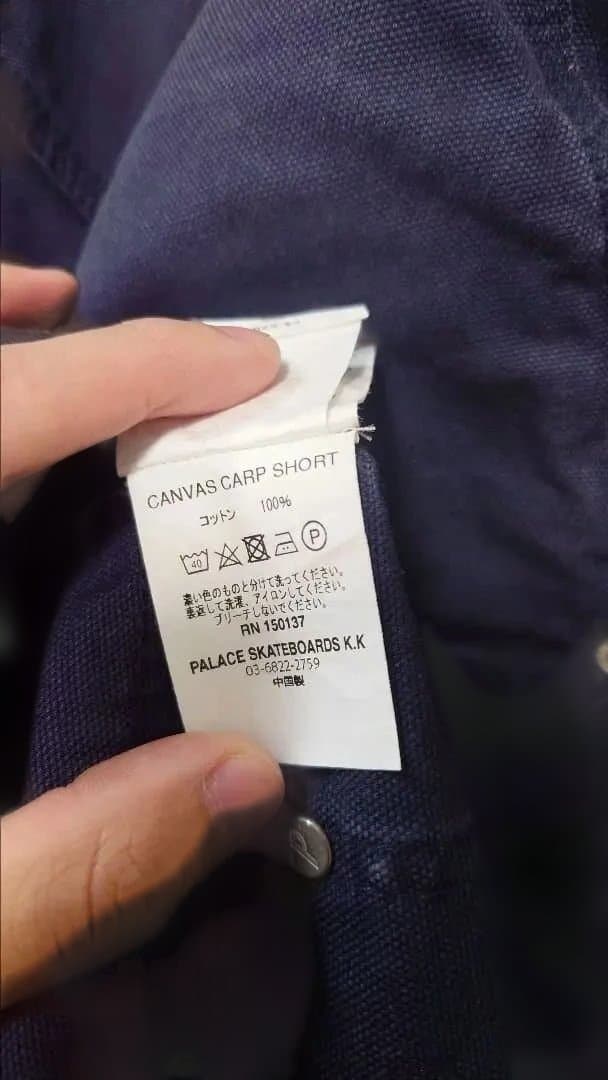 CANVAS CARP SHORT
コットン 100%
40 P
濃い色のものと分けて洗ってください。
裏返して洗濯、アイロンしてください。
ブリーチしないでください。
RN 150137
PALACE SKATEBOARDS K.K
03-6822-2759
中国製
P